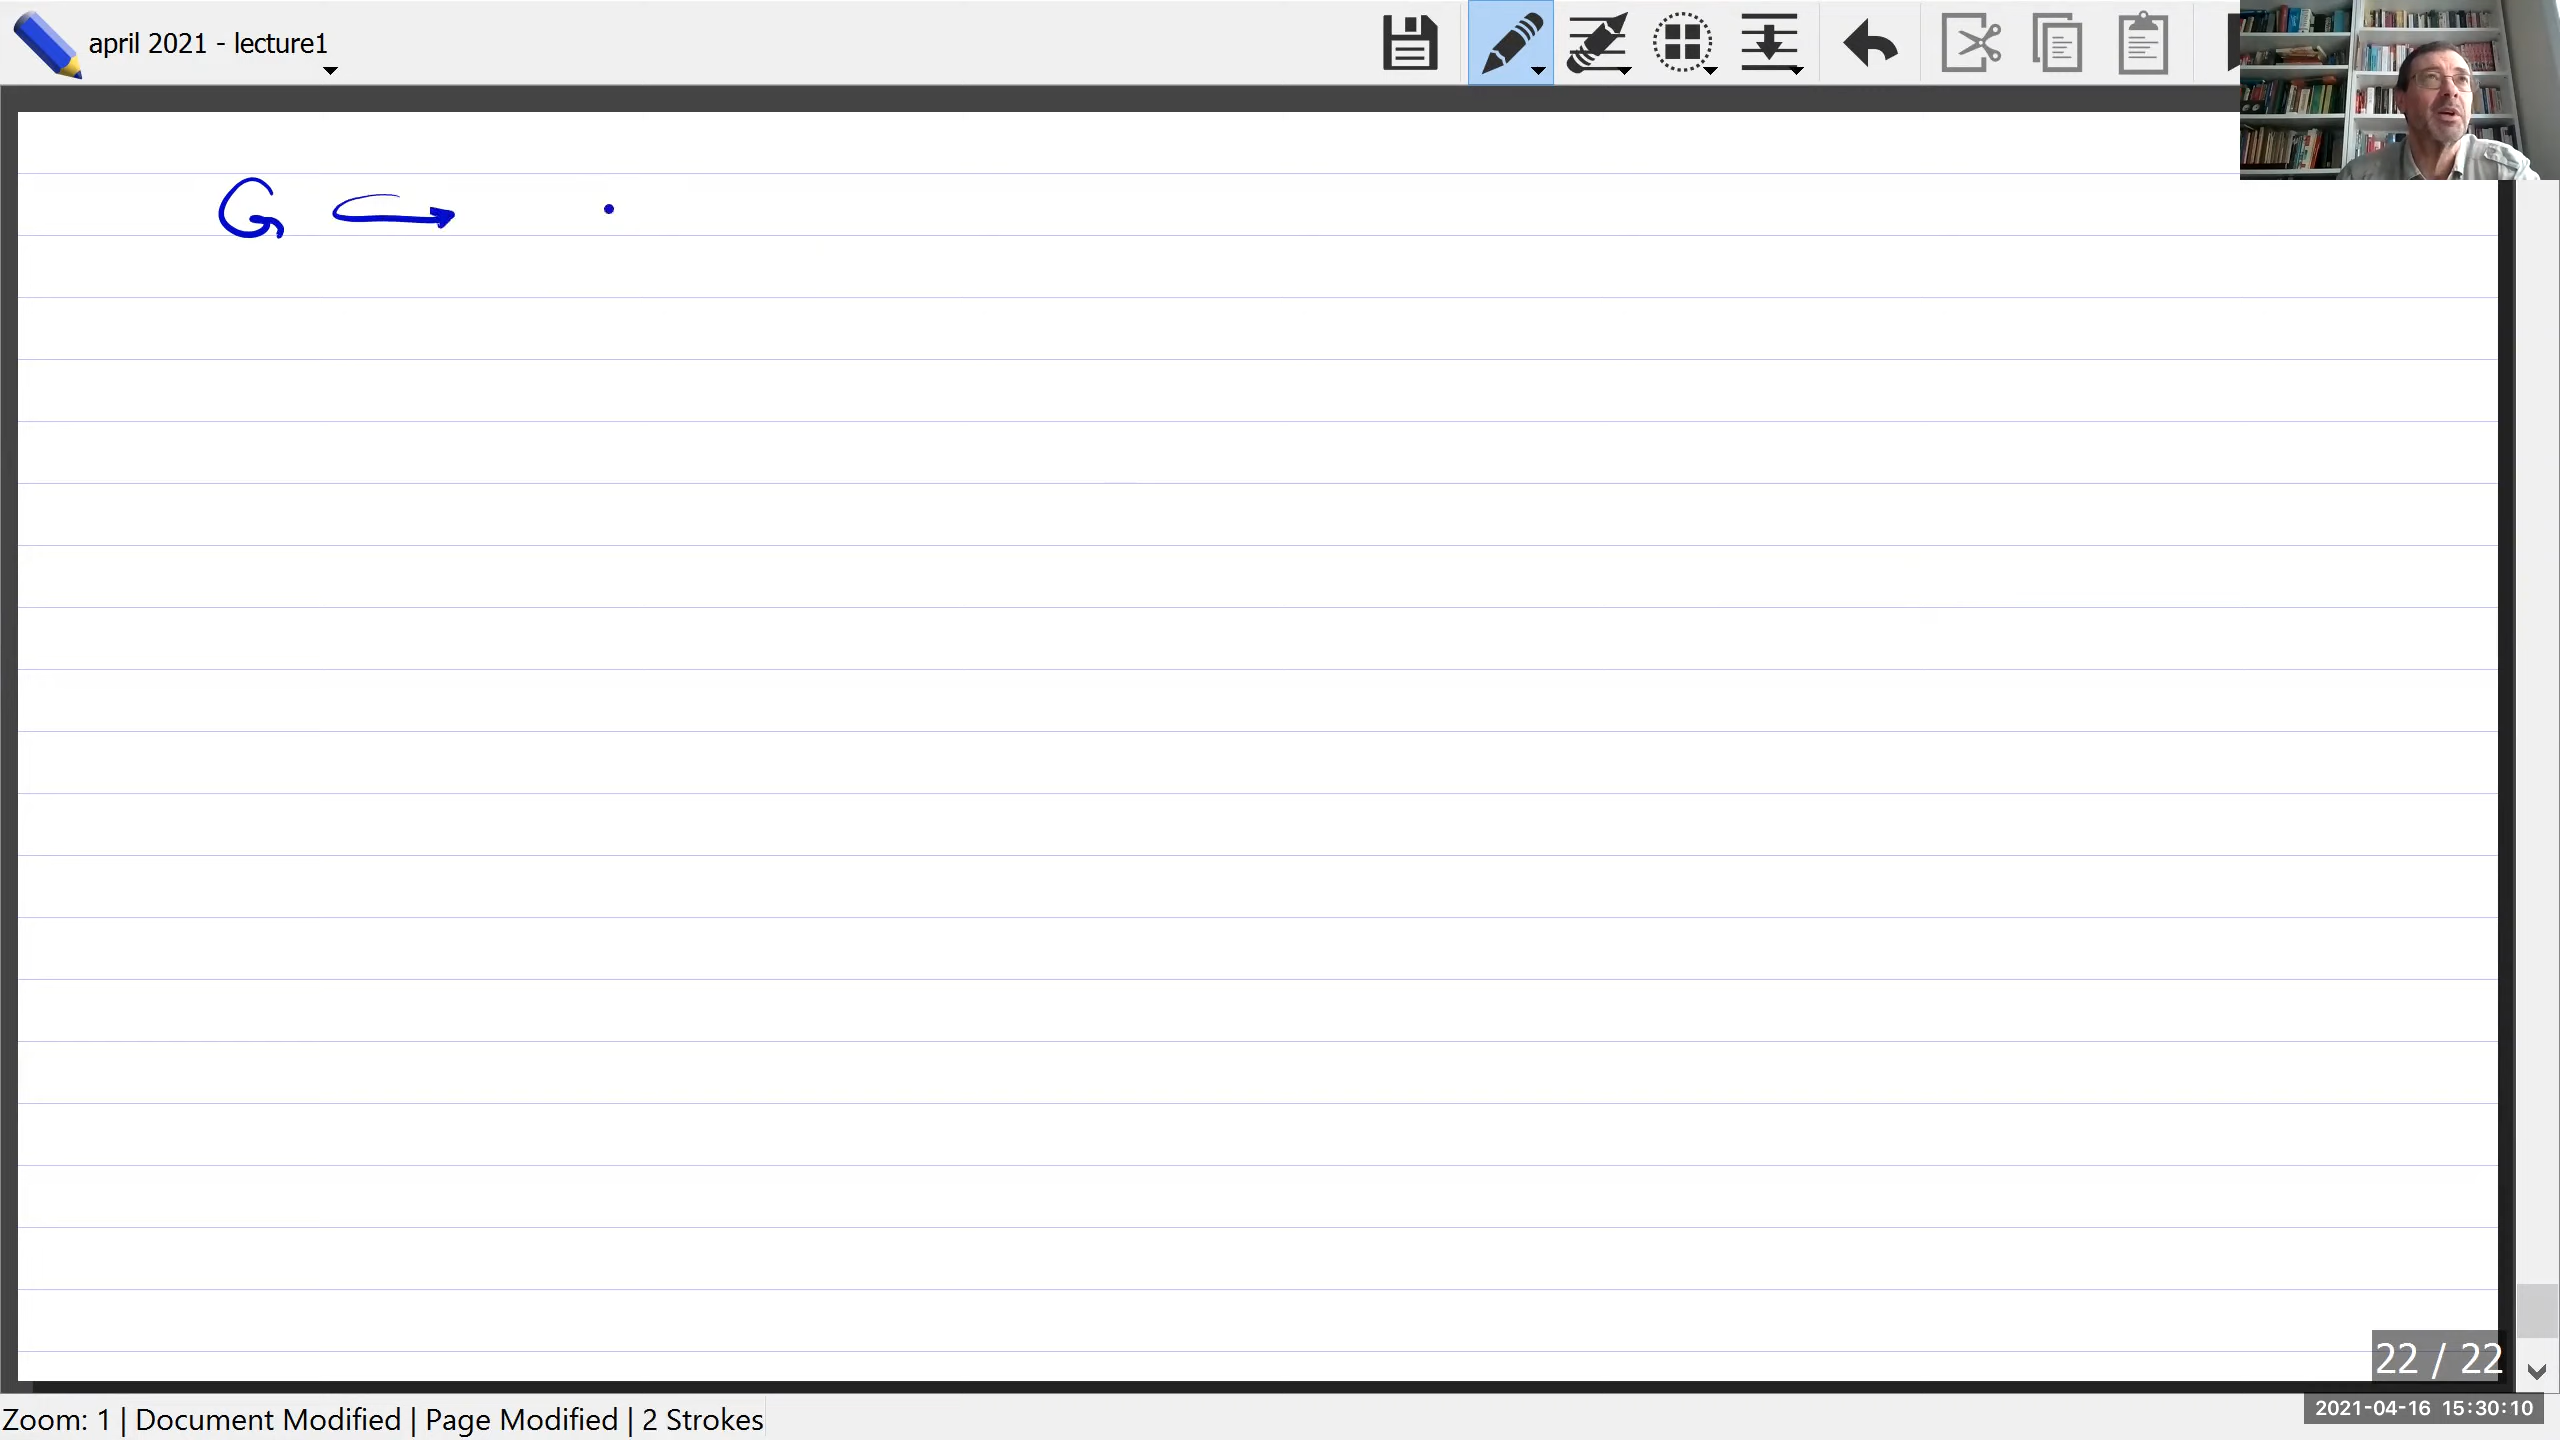 april 2021 - lecture1
G ↪
22 / 22
Zoom: 1 | Document Modified | Page Modified | 2 Strokes
2021-04-16 15:30:10